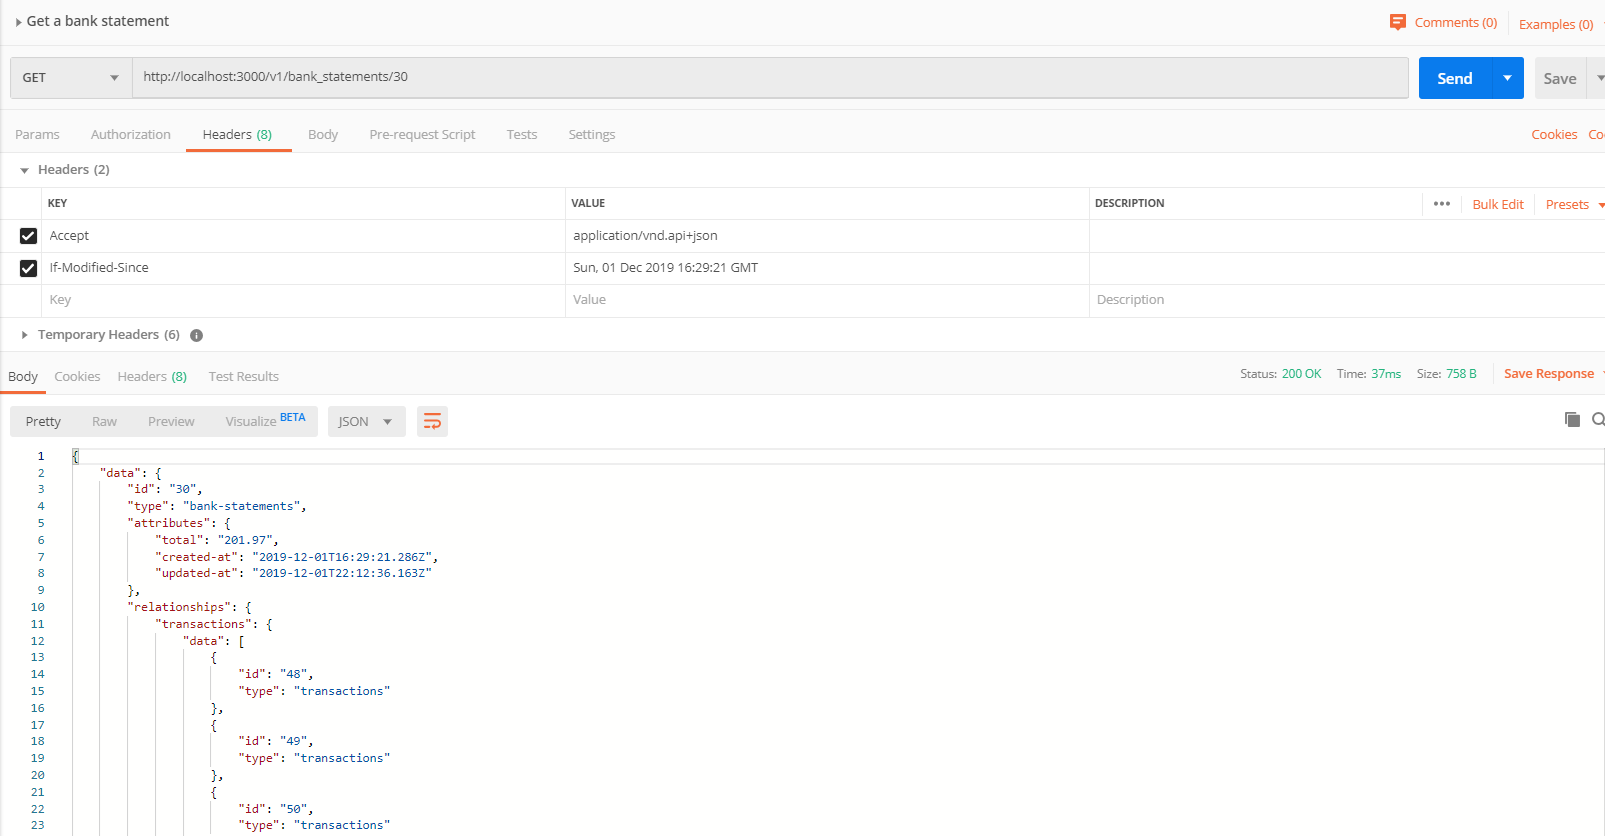 Get a bank statement
Comments (0)
Examples (0)
GET
http://localhost:3000/v1/bank_statements/30
Send
Save
Params
Authorization
Headers (8)
Body
Pre-request Script
Tests
Settings
Cookies
Co
Headers (2)
KEY
VALUE
DESCRIPTION
Bulk Edit
Presets
Accept
application/vnd.api+json
If-Modified-Since
Sun, 01 Dec 2019 16:29:21 GMT
Key
Value
Description
Temporary Headers (6)
Body
Cookies
Headers (8)
Test Results
Status: 200 OK
Time: 37ms
Size: 758 B
Save Response
Pretty
Raw
Preview
Visualize BETA
JSON
1 {
2 "data": {
3 "id": "30",
4 "type": "bank-statements",
5 "attributes": {
6 "total": "201.97",
7 "created-at": "2019-12-01T16:29:21.286Z",
8 "updated-at": "2019-12-01T22:12:36.163Z"
9 },
10 "relationships": {
11 "transactions": {
12 "data": [
13 {
14 "id": "48",
15 "type": "transactions"
16 },
17 {
18 "id": "49",
19 "type": "transactions"
20 },
21 {
22 "id": "50",
23 "type": "transactions"